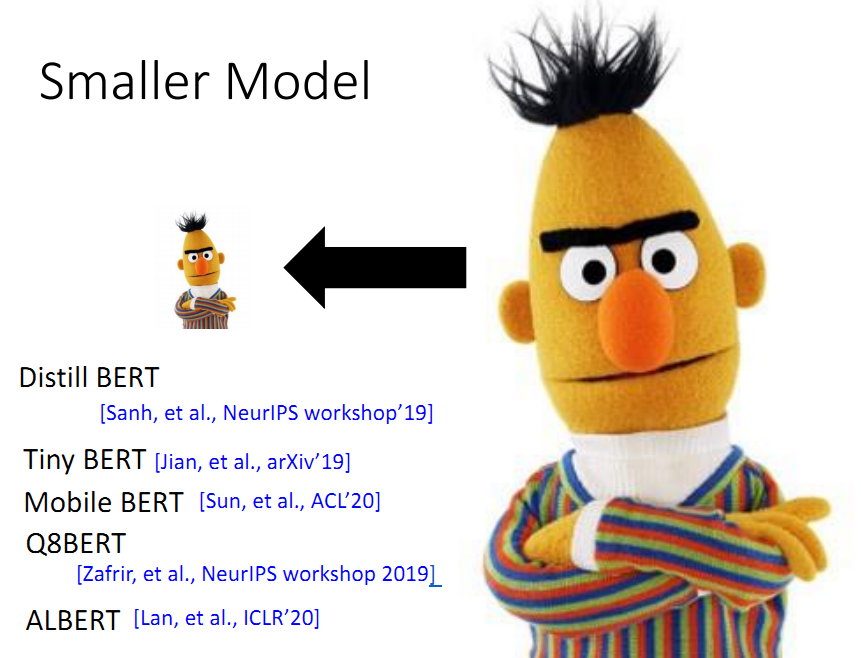 Smaller Model
Distill BERT
[Sanh, et al., NeurIPS workshop’19]
Tiny BERT [Jian, et al., arXiv’19]
Mobile BERT [Sun, et al., ACL’20]
Q8BERT
[Zafrir, et al., NeurIPS workshop 2019]
ALBERT [Lan, et al., ICLR’20]